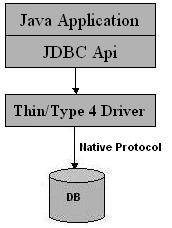 Java Application
JDBC Api
Thin/Type 4 Driver
Native Protocol
DB